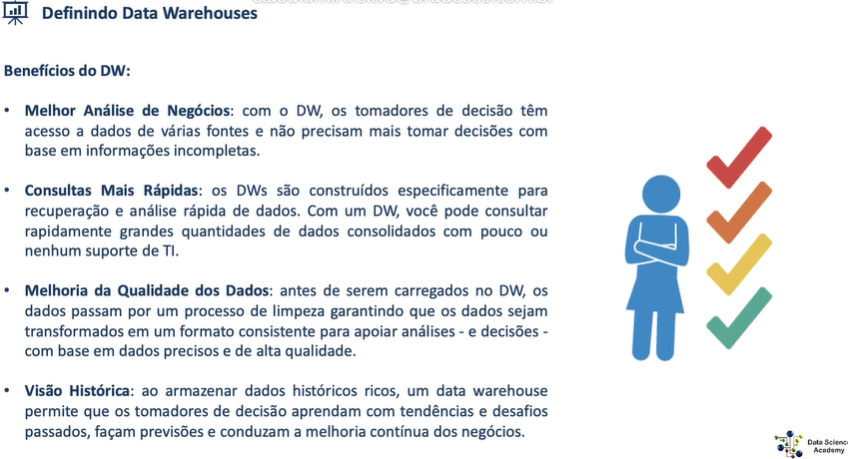 Definindo Data Warehouses
Benefícios do DW:
• Melhor Análise de Negócios: com o DW, os tomadores de decisão têm
acesso a dados de várias fontes e não precisam mais tomar decisões com
base em informações incompletas.
• Consultas Mais Rápidas: os DWs são construídos especificamente para
recuperação e análise rápida de dados. Com um DW, você pode consultar
rapidamente grandes quantidades de dados consolidados com pouco ou
nenhum suporte de TI.
• Melhoria da Qualidade dos Dados: antes de serem carregados no DW, os
dados passam por um processo de limpeza garantindo que os dados sejam
transformados em um formato consistente para apoiar análises - e decisões -
com base em dados precisos e de alta qualidade.
• Visão Histórica: ao armazenar dados históricos ricos, um data warehouse
permite que os tomadores de decisão aprendam com tendências e desafios
passados, façam previsões e conduzam a melhoria contínua dos negócios.
Data Science
Academy